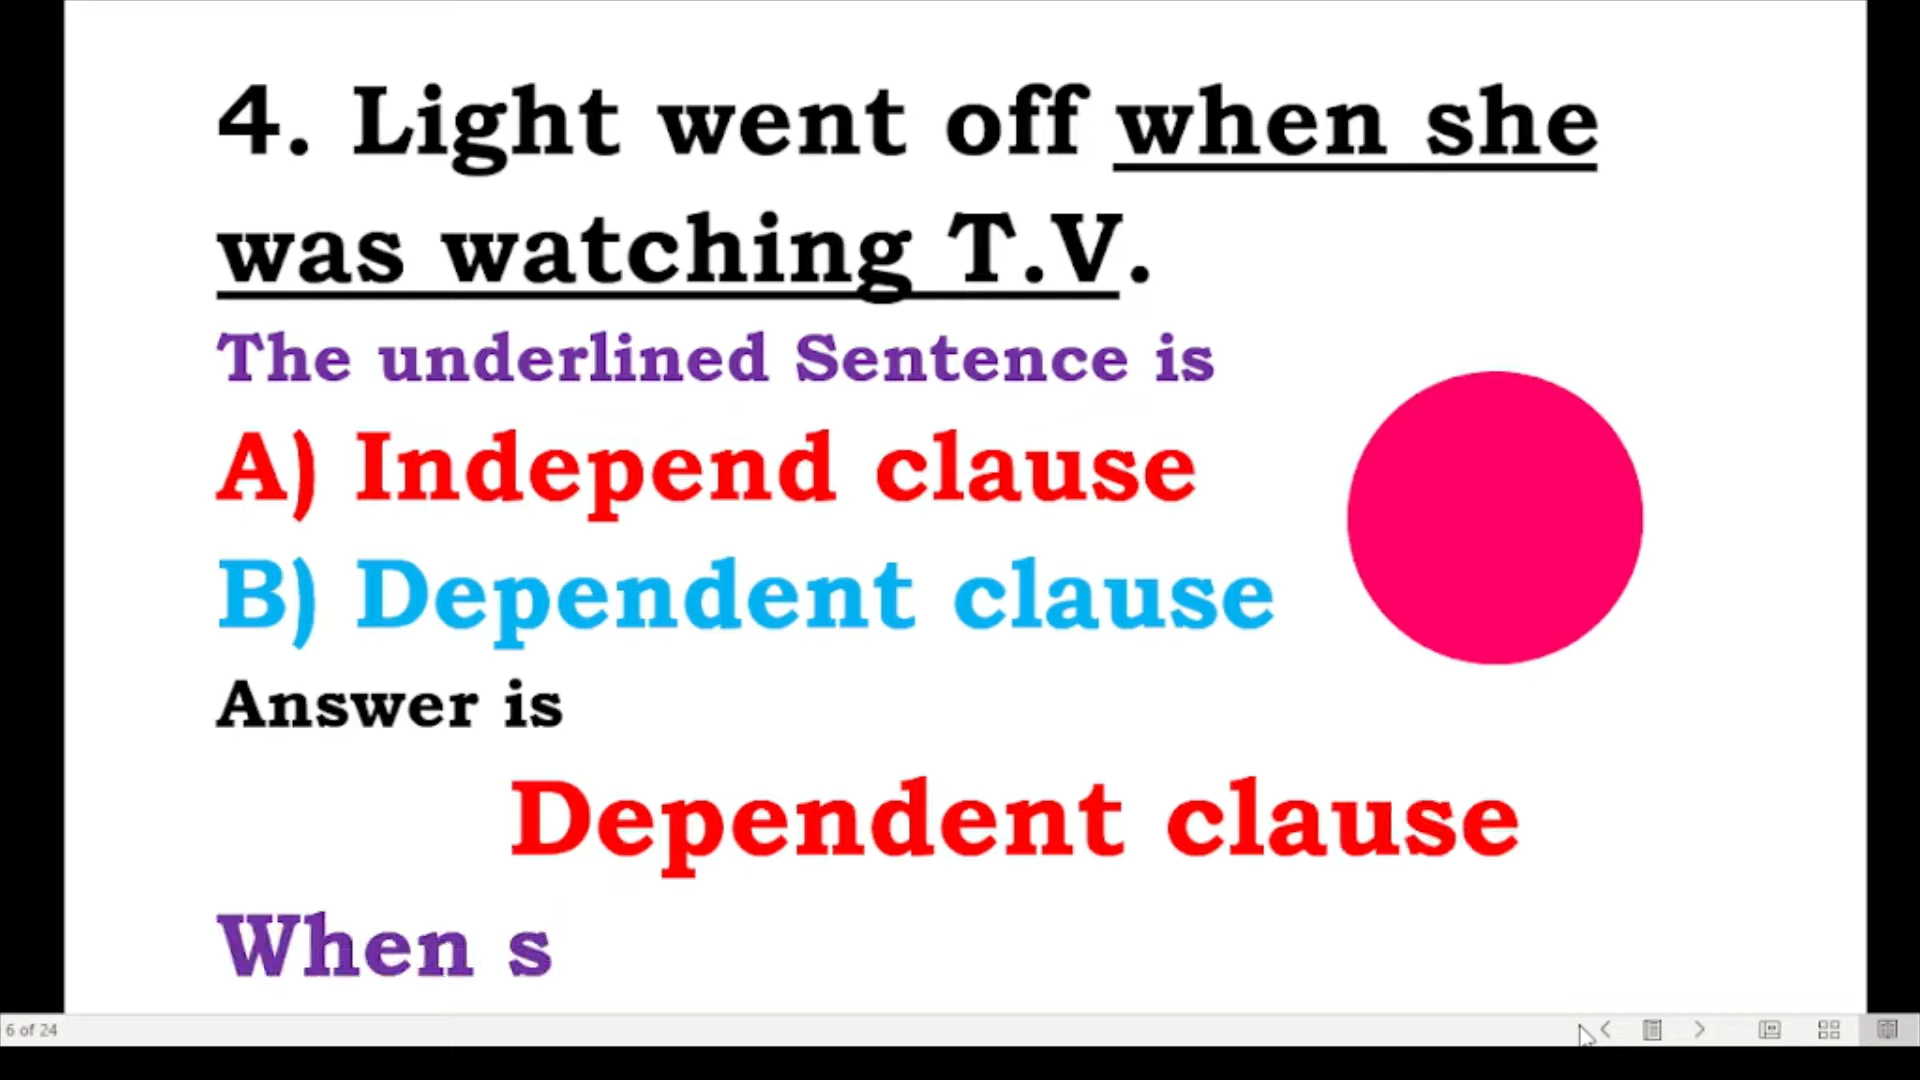 4. Light went off when she
was watching T.V.
The underlined Sentence is
A) Independ clause
B) Dependent clause
Answer is
Dependent clause
When s
6 of 24